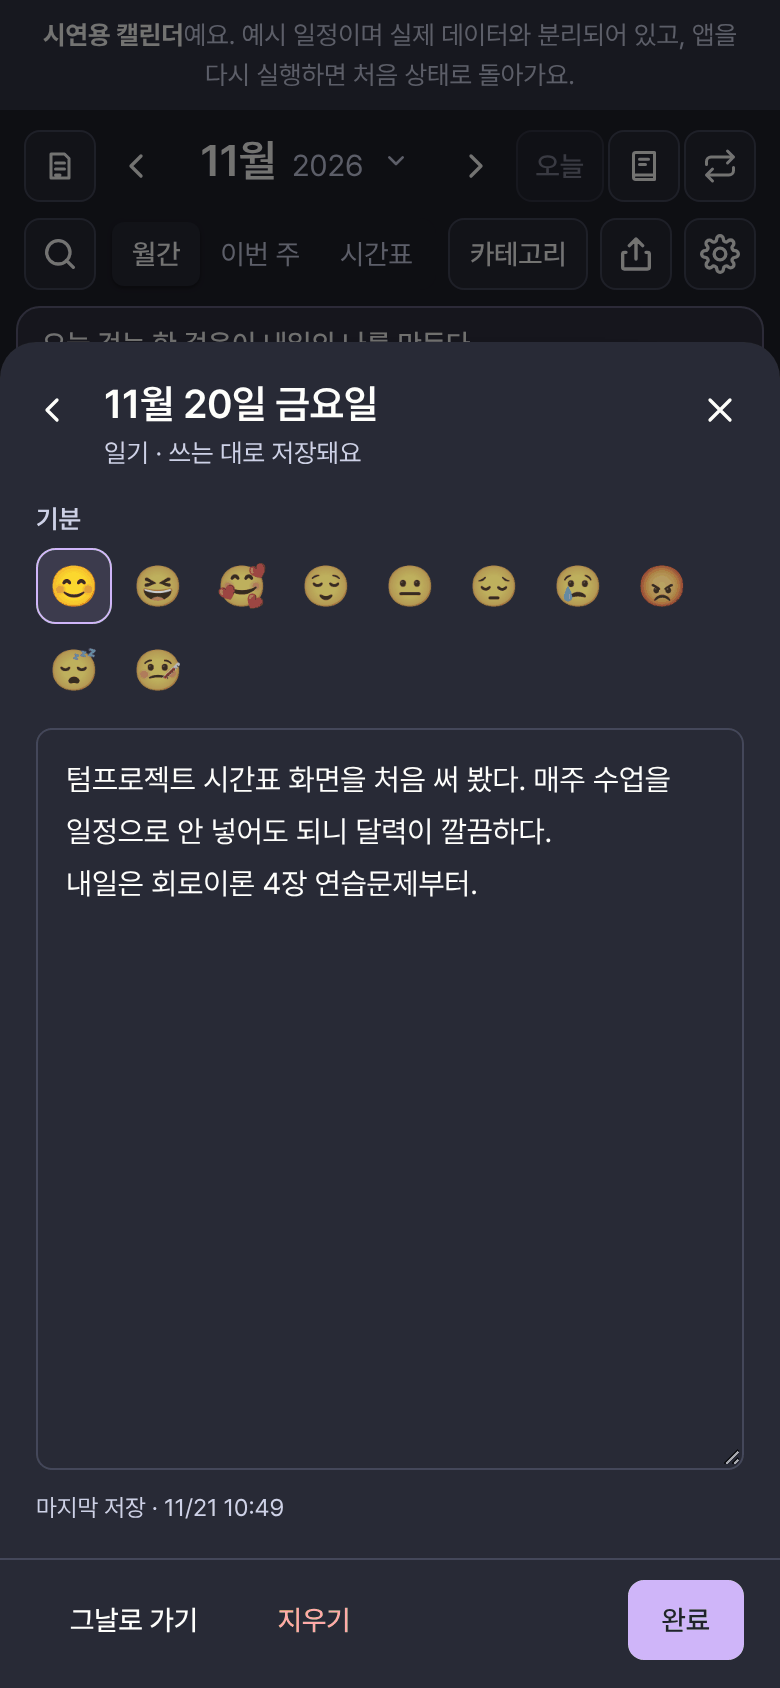 시연용 캘린더예요. 예시 일정이며 실제 데이터와 분리되어 있고, 앱을
다시 실행하면 처음 상태로 돌아가요.
11월 2026 오늘
월간 이번 주 시간표 카테고리
11월 20일 금요일
일기 · 쓰는 대로 저장돼요
기분
텀프로젝트 시간표 화면을 처음 써 봤다. 매주 수업을
일정으로 안 넣어도 되니 달력이 깔끔하다.
내일은 회로이론 4장 연습문제부터.
마지막 저장 · 11/21 10:49
그날로 가기 지우기 완료